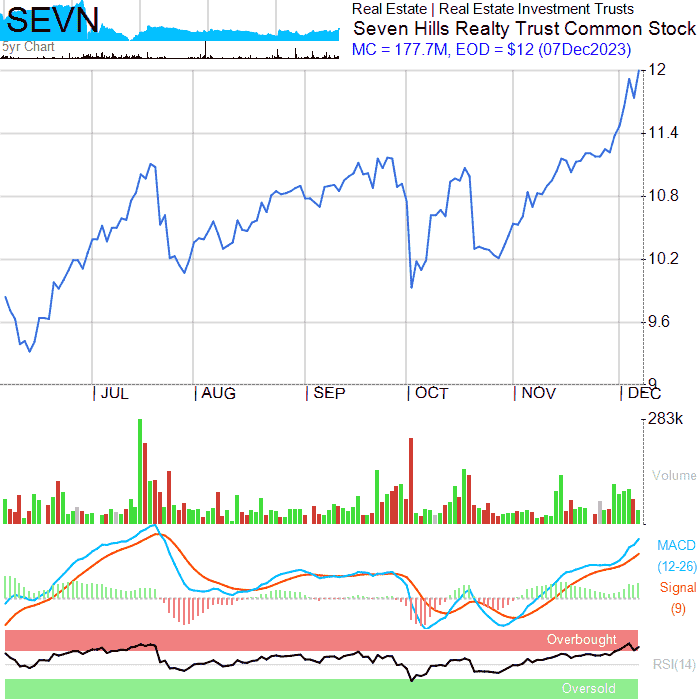 SEVN
5yr Chart
Real Estate | Real Estate Investment Trusts
Seven Hills Realty Trust Common Stock
MC = 177.7M, EOD = $12 (07Dec2023)
12
11.4
10.8
10.2
9.6
9
JUL AUG SEP OCT NOV DEC
283k
Volume
MACD
(12-26)
Signal
(9)
Overbought
RSI(14)
Oversold